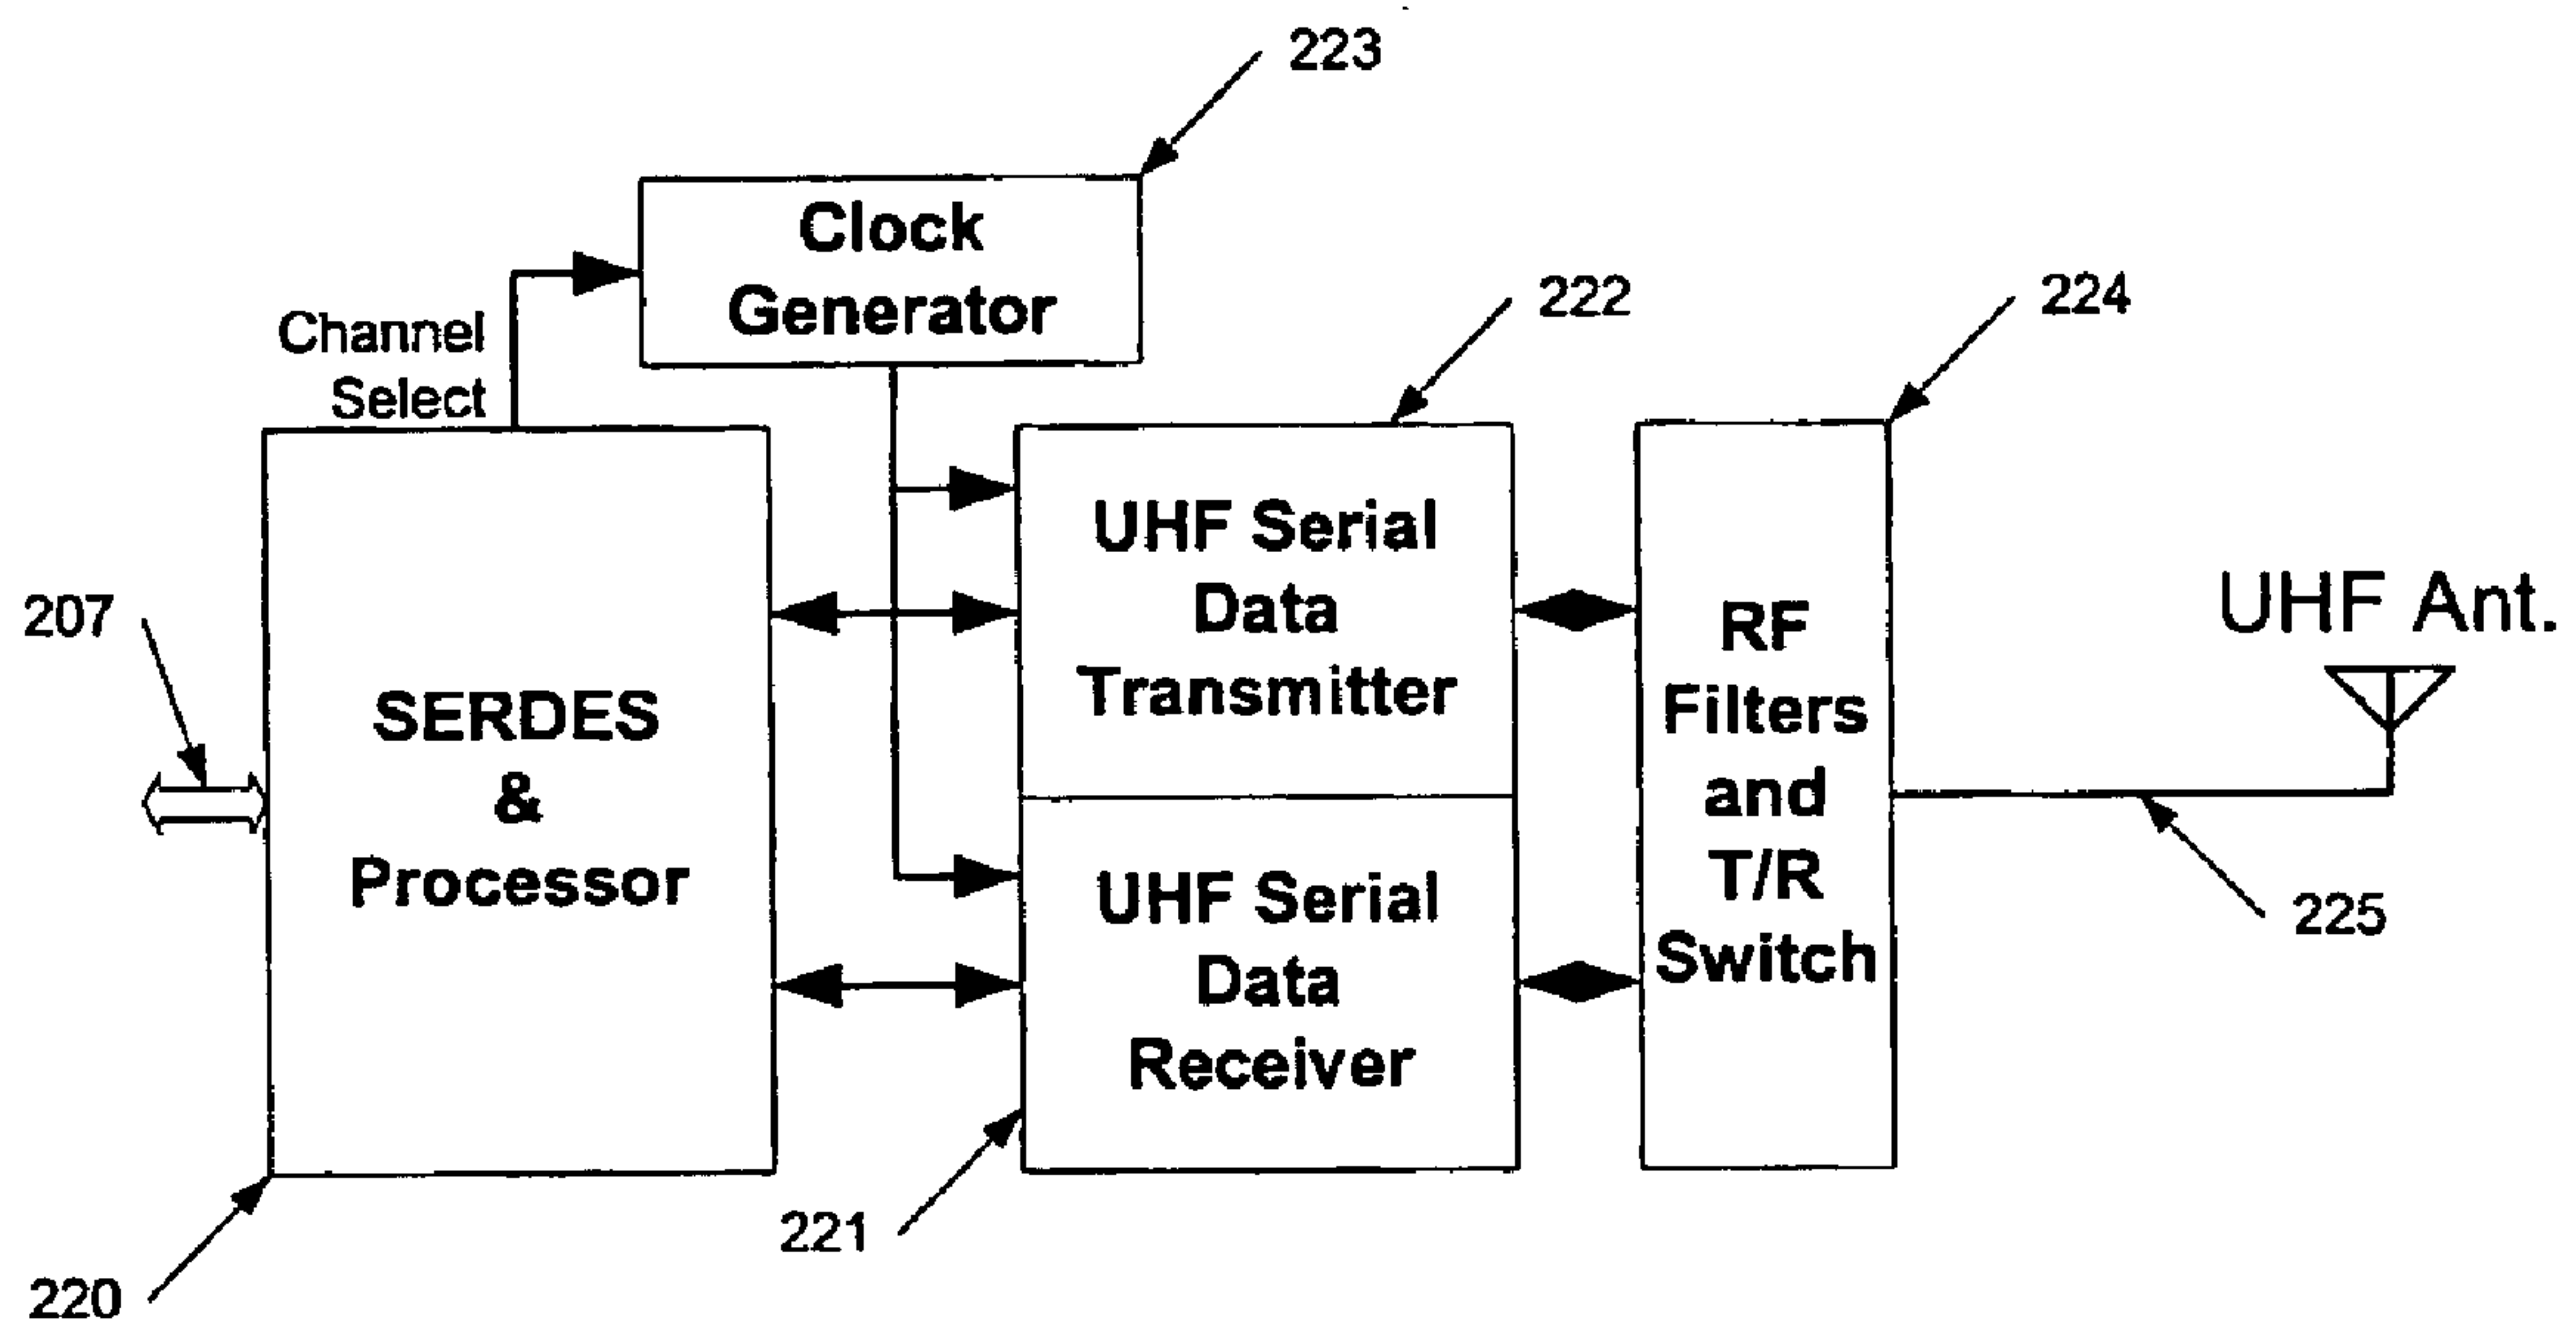 223
Clock
Generator
222
224
Channel
Select
UHF Serial
Data
Transmitter
UHF Ant.
207
SERDES
&
Processor
RF
Filters
and
T/R
Switch
UHF Serial
Data
Receiver
225
221
220